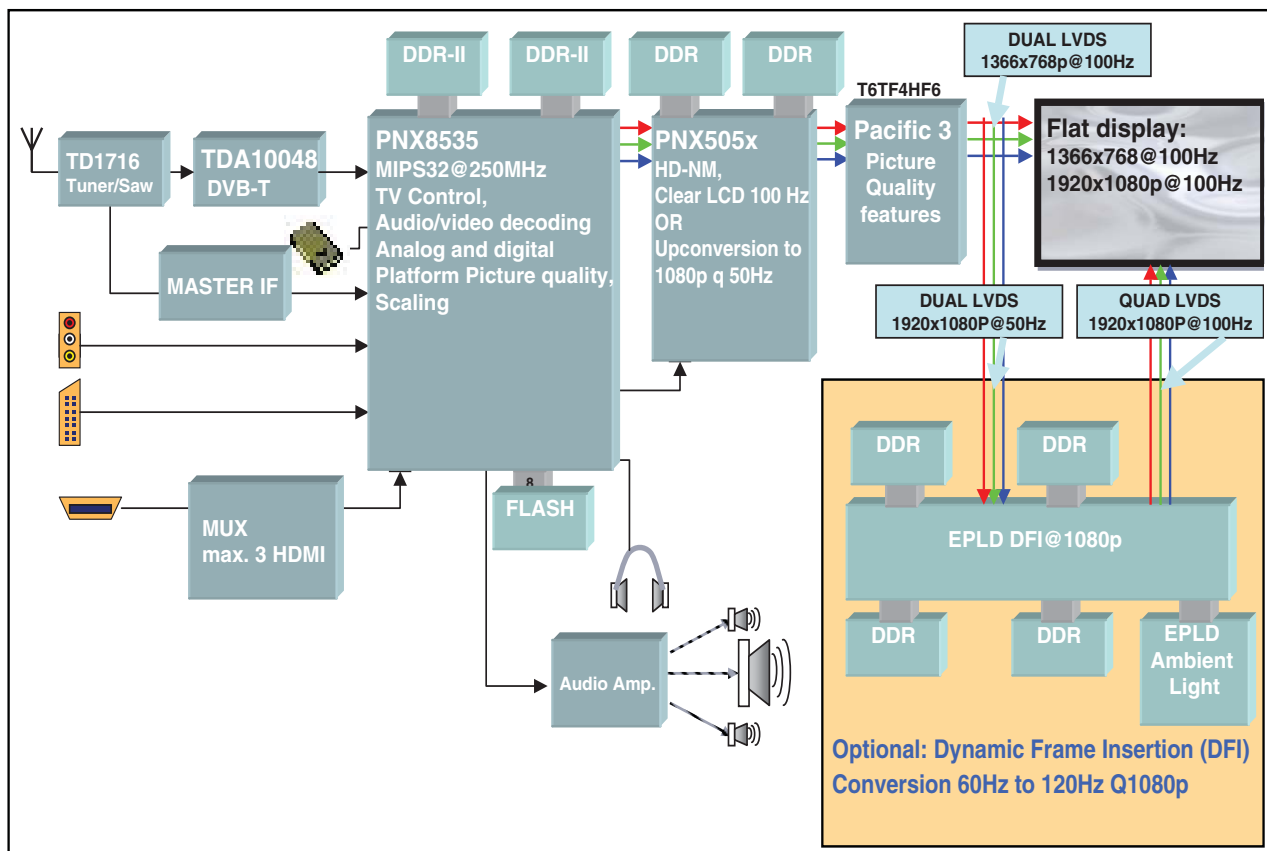 DDR-II
DDR-II
DDR
DDR
DUAL LVDS
1366x768p@100Hz
T6TF4HF6
TD1716
Tuner/Saw
TDA10048
DVB-T
PNX8535
MIPS32@250MHz
TV Control,
Audio/video decoding
Analog and digital
Platform Picture quality,
Scaling
PNX505x
HD-NM,
Clear LCD 100 Hz
OR
Upconversion to
1080p q 50Hz
Pacific 3
Picture
Quality
features
Flat display:
1366x768@100Hz
1920x1080p@100Hz
MASTER IF
DUAL LVDS
1920x1080P@50Hz
QUAD LVDS
1920x1080P@100Hz
MUX
max. 3 HDMI
8
FLASH
DDR
DDR
EPLD DFI@1080p
DDR
DDR
EPLD
Ambient
Light
Audio Amp.
Optional: Dynamic Frame Insertion (DFI)
Conversion 60Hz to 120Hz Q1080p